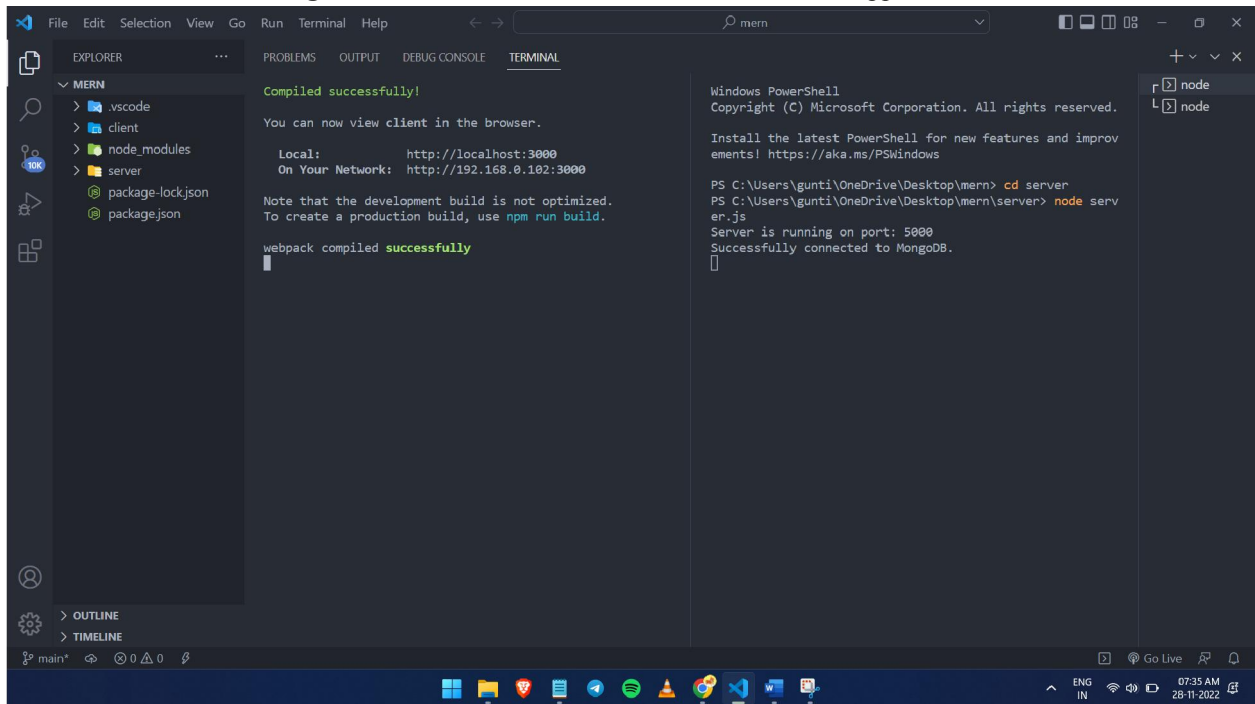 File Edit Selection View Go Run Terminal Help
mern
EXPLORER
PROBLEMS OUTPUT DEBUG CONSOLE TERMINAL
MERN
.vscode
client
node_modules
server
package-lock.json
package.json
10K
OUTLINE
TIMELINE
Compiled successfully!
You can now view client in the browser.
Local: http://localhost:3000
On Your Network: http://192.168.0.102:3000
Note that the development build is not optimized.
To create a production build, use npm run build.
webpack compiled successfully
Windows PowerShell
Copyright (C) Microsoft Corporation. All rights reserved.
Install the latest PowerShell for new features and improv
ements! https://aka.ms/PSWindows
PS C:\Users\gunti\OneDrive\Desktop\mern> cd server
PS C:\Users\gunti\OneDrive\Desktop\mern\server> node serv
er.js
Server is running on port: 5000
Successfully connected to MongoDB.
node
node
main* 0 0
Go Live
ENG
IN
07:35 AM
28-11-2022